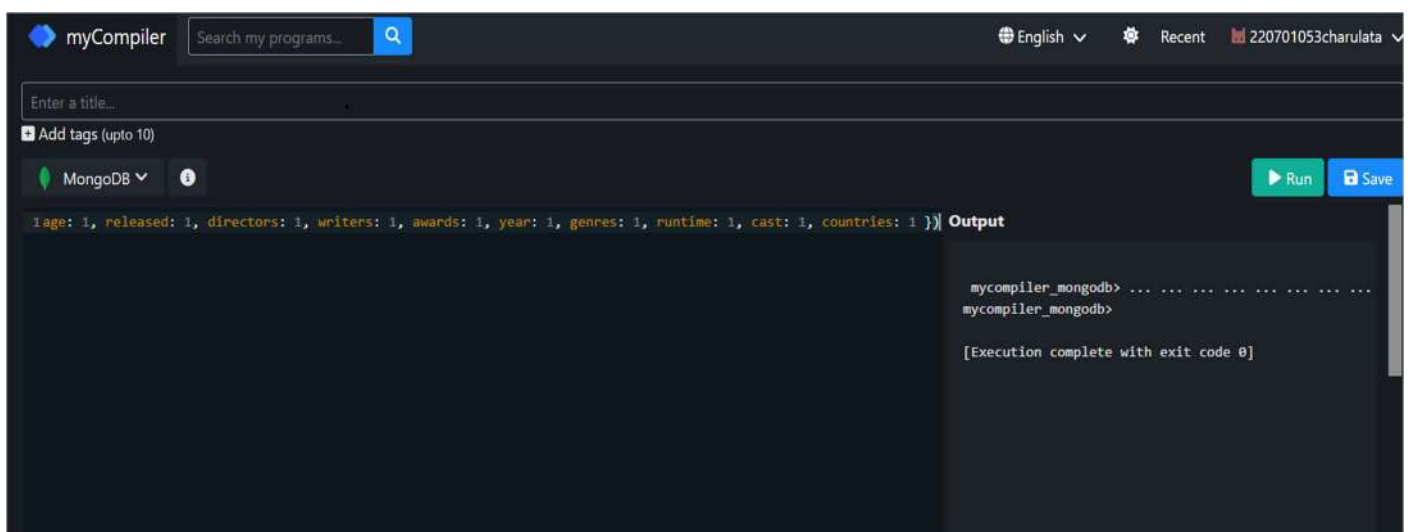 myCompiler Search my programs... English Recent 220701053charulata
Enter a title...
Add tags (upto 10)
MongoDB Run Save
1age: 1, released: 1, directors: 1, writers: 1, awards: 1, year: 1, genres: 1, runtime: 1, cast: 1, countries: 1 })
Output
mycompiler_mongodb> ... ... ... ... ... ... ... ...
mycompiler_mongodb>
[Execution complete with exit code 0]